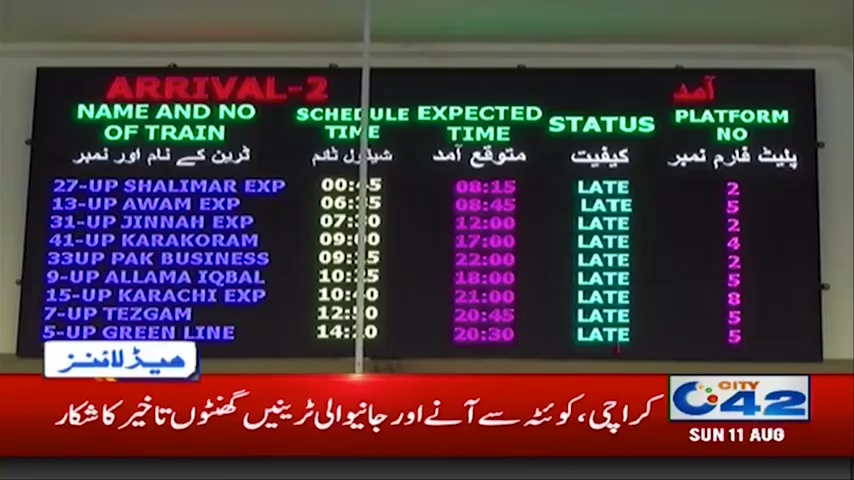 ARRIVAL-2 آمد
NAME AND NO OF TRAIN SCHEDULE TIME EXPECTED TIME STATUS PLATFORM NO
ٹرین کے نام اور نمبر شیڈول ٹائم متوقع آمد کیفیت پلیٹ فارم نمبر
27-UP SHALIMAR EXP 00:45 08:15 LATE 2
13-UP AWAM EXP 06:35 08:45 LATE 5
31-UP JINNAH EXP 07:30 12:00 LATE 2
41-UP KARAKORAM 09:00 17:00 LATE 4
33UP PAK BUSINESS 09:15 22:00 LATE 2
9-UP ALLAMA IQBAL 10:15 18:00 LATE 5
15-UP KARACHI EXP 10:40 21:00 LATE 8
7-UP TEZGAM 12:50 20:45 LATE 5
5-UP GREEN LINE 14:20 20:30 LATE 5
ہیڈلائنز
کراچی، کوئٹہ سے آنے اور جانیوالی ٹرینیں گھنٹوں تاخیر کا شکار
CITY 42
SUN 11 AUG